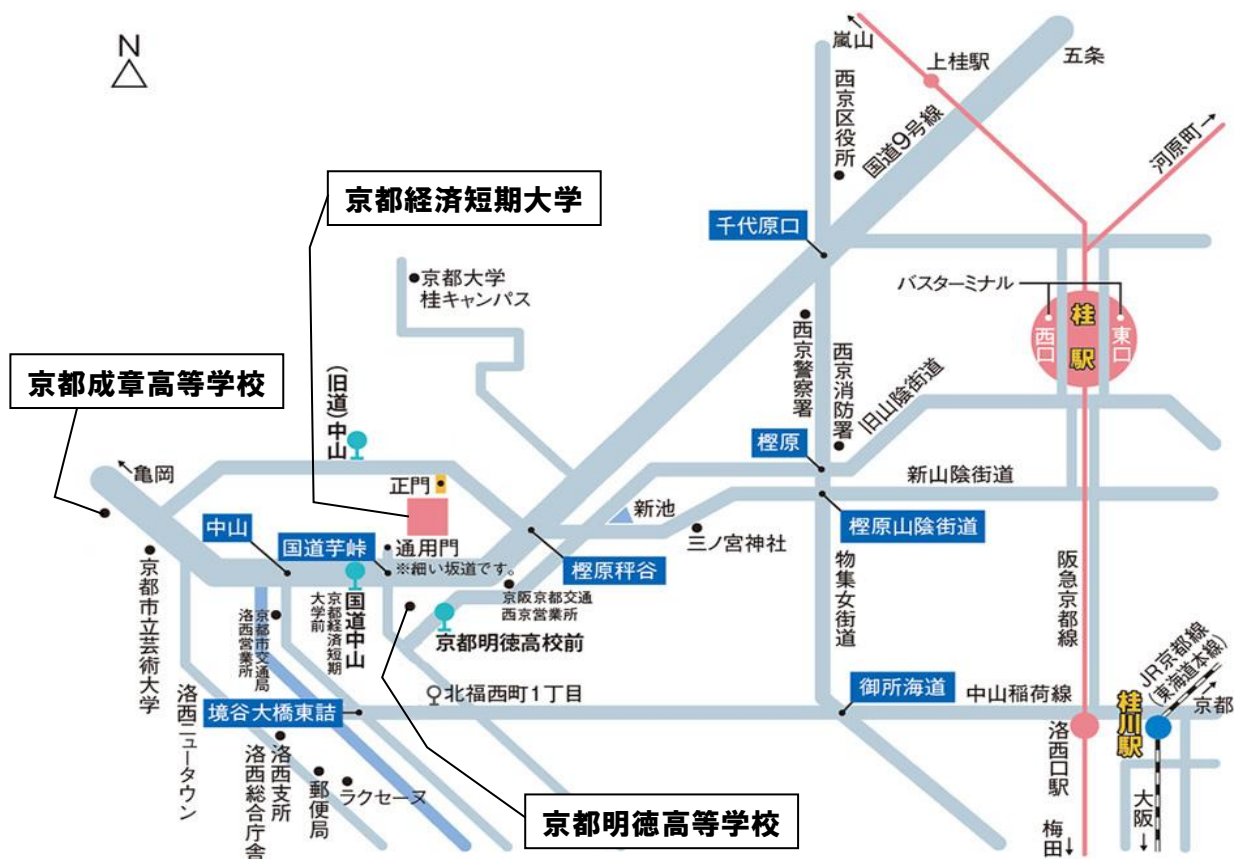 N
嵐山
上桂駅
五条
西京区役所
国道9号線
河原町
京都経済短期大学
千代原口
京都大学
桂キャンパス
バスターミナル
西口
桂駅
東口
京都成章高等学校
(旧道)中山
西京警察署
西京消防署
旧山陰街道
亀岡
正門
樫原
新山陰街道
新池
中山
国道芋峠
通用門
※細い坂道です。
三ノ宮神社
樫原山陰街道
樫原秤谷
京都市立芸術大学
京都市交通局
洛西営業所
国道中山
京都経済短期
大学前
京阪京都交通
西京営業所
京都明徳高校前
物集女街道
阪急京都線
JR京都線
(東海道本線)
御所海道
中山稲荷線
京都
北福西町1丁目
境谷大橋東詰
洛西ニュータウン
洛西支所
洛西総合庁舎
郵便局
ラクセーヌ
洛西口駅
桂川駅
京都明徳高等学校
梅田
大阪